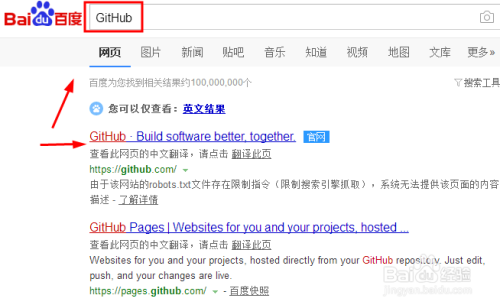 Bai du 百度 GitHub
网页 图片 新闻 贴吧 音乐 知道 视频 地图 文库 更多»
百度为您找到相关结果约100,000,000个 搜索工具
您可以仅查看：英文结果
GitHub · Build software better, together. 官网
查看此网页的中文翻译，请点击 翻译此页
https://github.com/
由于该网站的robots.txt文件存在限制指令（限制搜索引擎抓取），系统无法提供该页面的内容
描述 - 了解详情
GitHub Pages | Websites for you and your projects, hosted ...
查看此网页的中文翻译，请点击 翻译此页
Websites for you and your projects, hosted directly from your GitHub repository. Just edit,
push, and your changes are live.
https://pages.github.com/ - 百度快照